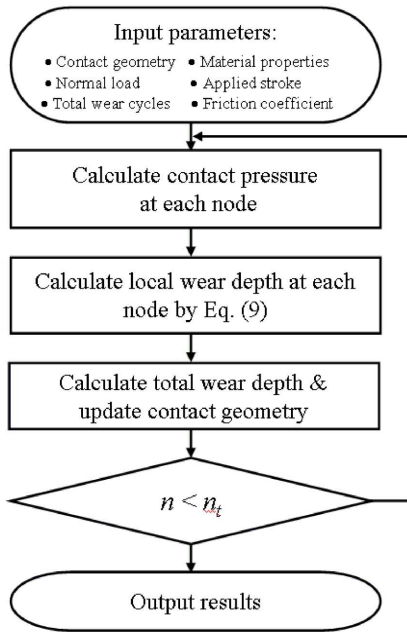 Input parameters:
• Contact geometry • Material properties
• Normal load • Applied stroke
• Total wear cycles • Friction coefficient
Calculate contact pressure
at each node
Calculate local wear depth at each
node by Eq. (9)
Calculate total wear depth &
update contact geometry
n < nₜ
Output results